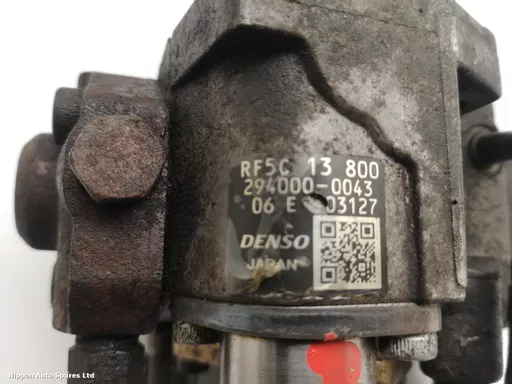 RF5C 13 800
294000-0043
06 E 03127
DENSO
JAPAN
Nippon Auto Spares Ltd